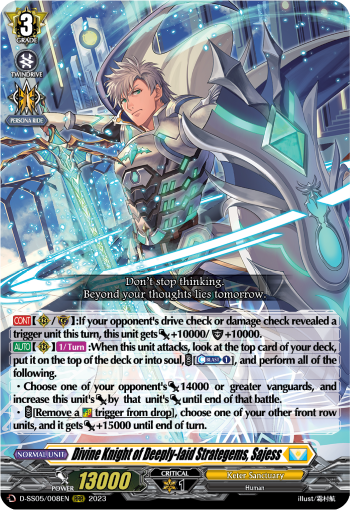 3
GRADE
TWINDRIVE
PERSONA RIDE
Don't stop thinking.
Beyond your thoughts lies tomorrow.
CONT【 / 】:If your opponent's drive check or damage check revealed a
trigger unit this turn, this unit gets +10000/ +10000.
AUTO【 】1/Turn:When this unit attacks, look at the top card of your deck,
put it on the top of the deck or into soul, [ BLAST 1], and perform all of the
following.
・Choose one of your opponent's 14000 or greater vanguards, and
increase this unit's by that unit's until end of that battle.
・ [Remove a trigger from drop], choose one of your other front row
units, and it gets +15000 until end of turn.
NORMAL UNIT
Divine Knight of Deeply-laid Strategems, Sajess
POWER
13000
CRITICAL
1
Keter Sanctuary
Human
D-SS05/008EN RRR 2023
illust/霜村航